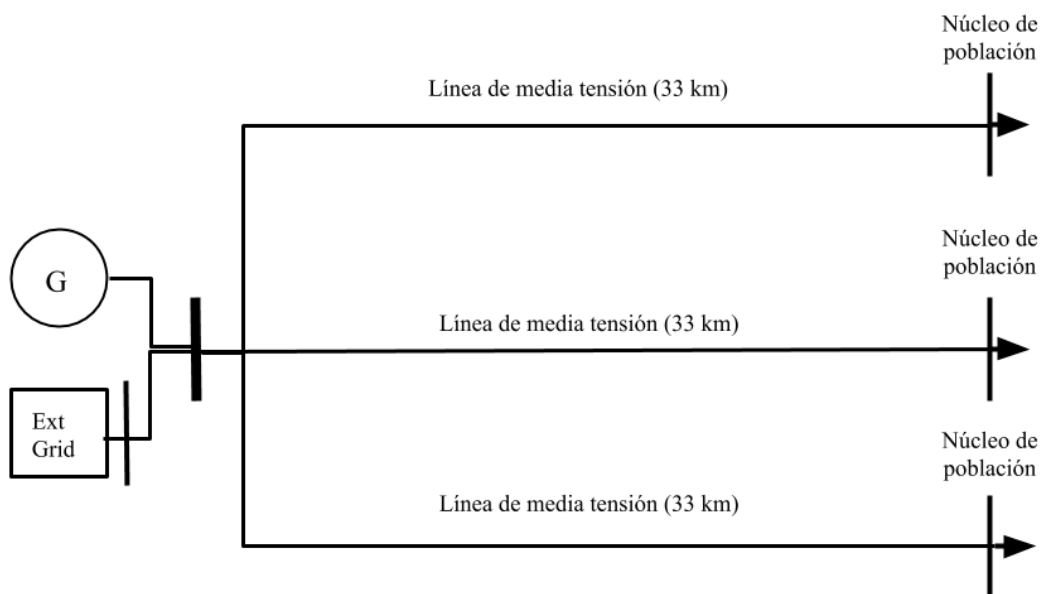 Núcleo de
población
Línea de media tensión (33 km)
Núcleo de
población
G
Línea de media tensión (33 km)
Ext
Grid
Núcleo de
población
Línea de media tensión (33 km)